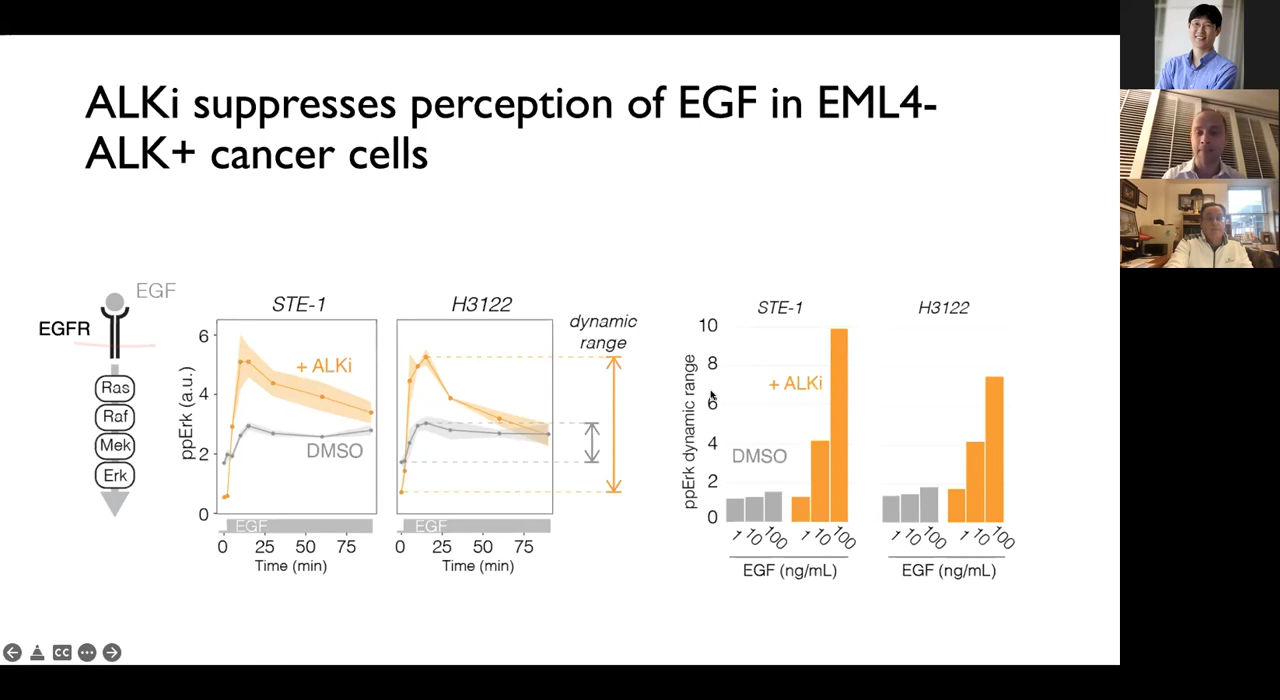 ALKi suppresses perception of EGF in EML4-
ALK+ cancer cells
EGF
EGFR
Ras
Raf
Mek
Erk
STE-1
H3122
dynamic
range
ppErk (a.u.)
6
4
2
0
+ ALKi
DMSO
EGF
EGF
0 25 50 75
0 25 50 75
Time (min)
Time (min)
STE-1
H3122
ppErk dynamic range
10
8
6
4
2
0
+ ALKi
DMSO
1 10 100 1 10 100
1 10 100 1 10 100
EGF (ng/mL)
EGF (ng/mL)
CC